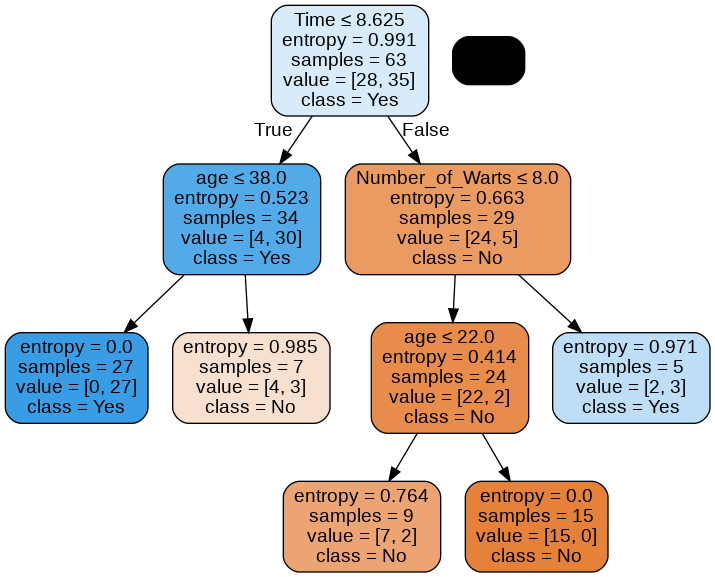 Time ≤ 8.625
entropy = 0.991
samples = 63
value = [28, 35]
class = Yes
True
False
age ≤ 38.0
entropy = 0.523
samples = 34
value = [4, 30]
class = Yes
Number_of_Warts ≤ 8.0
entropy = 0.663
samples = 29
value = [24, 5]
class = No
entropy = 0.0
samples = 27
value = [0, 27]
class = Yes
entropy = 0.985
samples = 7
value = [4, 3]
class = No
age ≤ 22.0
entropy = 0.414
samples = 24
value = [22, 2]
class = No
entropy = 0.971
samples = 5
value = [2, 3]
class = Yes
entropy = 0.764
samples = 9
value = [7, 2]
class = No
entropy = 0.0
samples = 15
value = [15, 0]
class = No